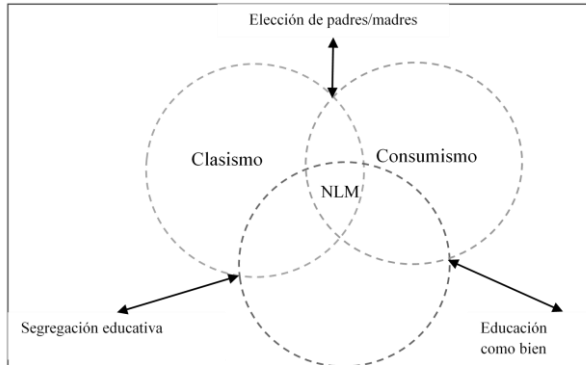 Elección de padres/madres
Clasismo
Consumismo
NLM
Segregación educativa
Educación
como bien